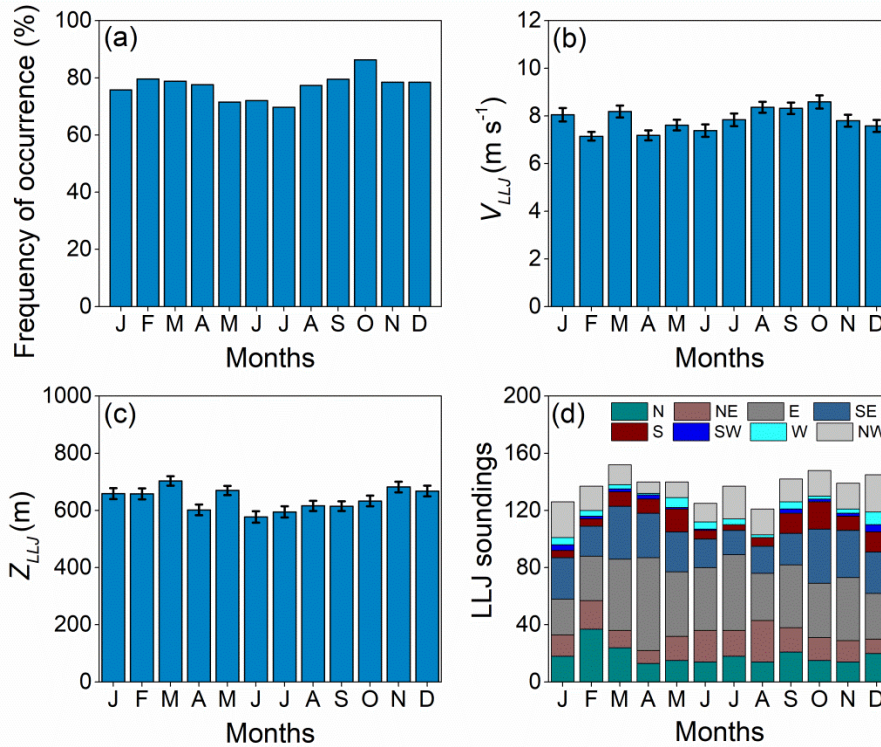 (a)
Frequency of occurrence (%)
100
80
60
40
20
0
J F M A M J J A S O N D
Months
(b)
V_LLJ (m s⁻¹)
12
10
8
6
4
2
0
J F M A M J J A S O N D
Months
(c)
Z_LLJ (m)
1000
800
600
400
200
0
J F M A M J J A S O N D
Months
(d)
LLJ soundings
200
160
120
80
40
0
N NE E SE
S SW W NW
J F M A M J J A S O N D
Months